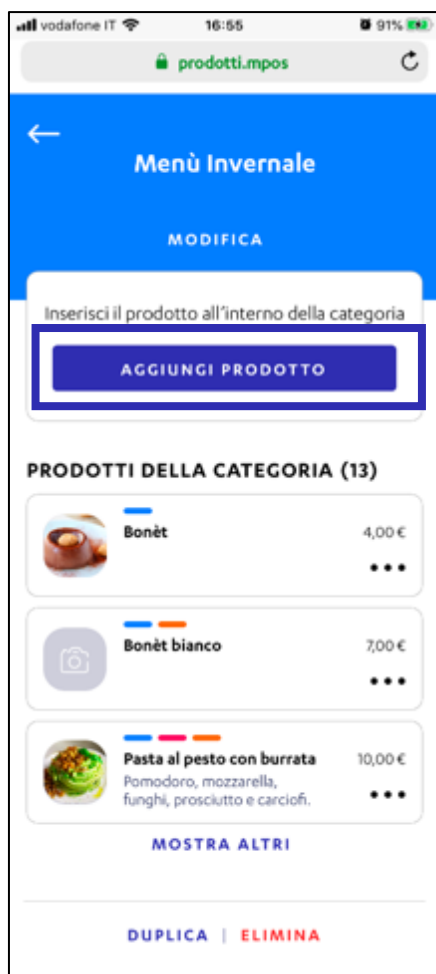 vodafone IT 16:55 91%
prodotti.mpos
Menù Invernale
MODIFICA
Inserisci il prodotto all'interno della categoria
AGGIUNGI PRODOTTO
PRODOTTI DELLA CATEGORIA (13)
Bonèt 4,00 €
Bonèt bianco 7,00 €
Pasta al pesto con burrata 10,00 €
Pomodoro, mozzarella,
funghi, prosciutto e carciofi.
MOSTRA ALTRI
DUPLICA | ELIMINA